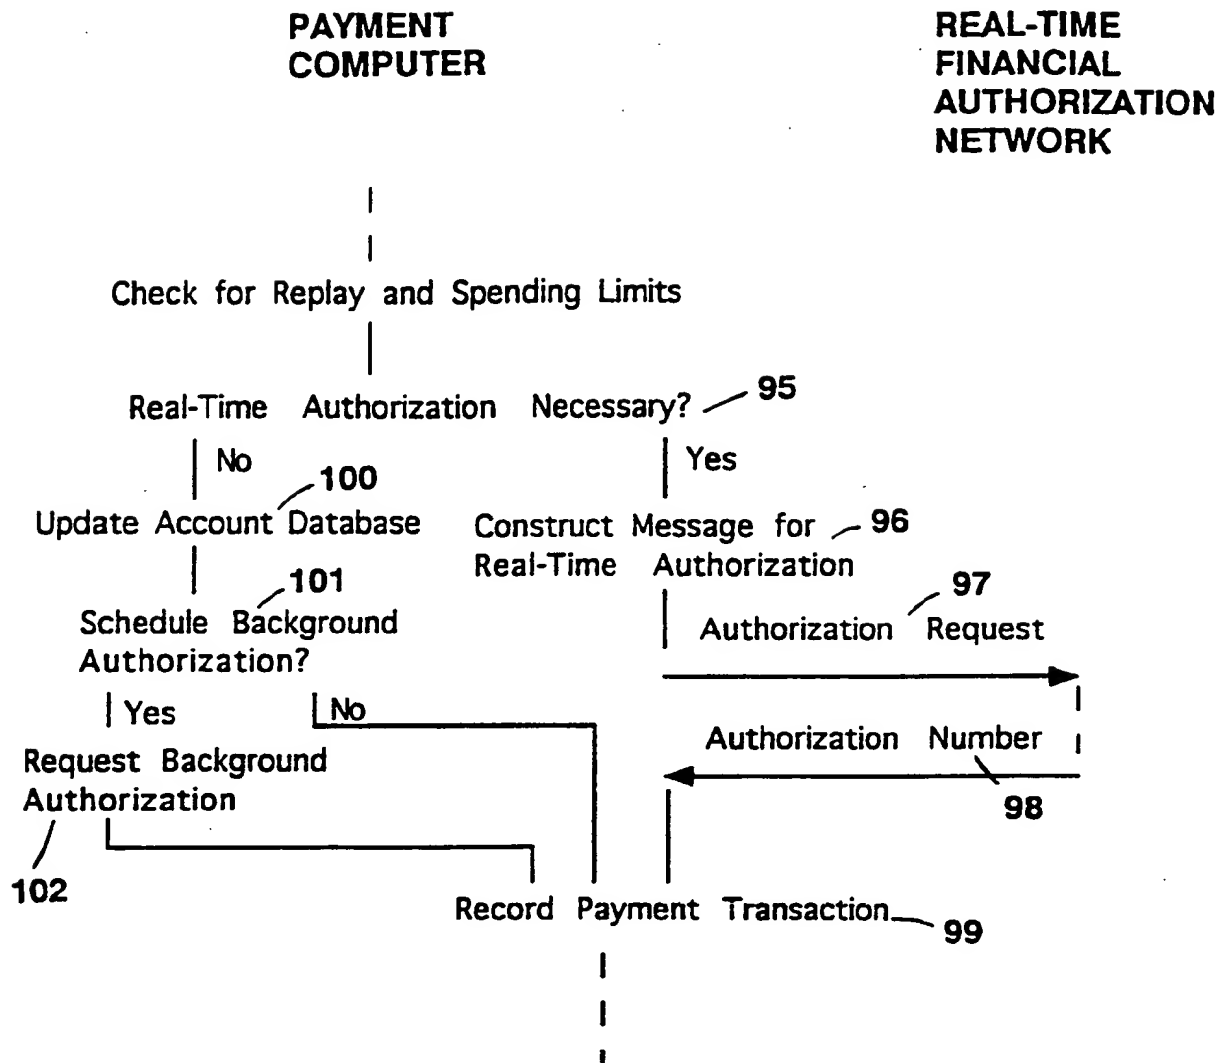 PAYMENT
COMPUTER
REAL-TIME
FINANCIAL
AUTHORIZATION
NETWORK
Check for Replay and Spending Limits
Real-Time Authorization Necessary?
95
No
Yes
100
Update Account Database
Construct Message for
Real-Time Authorization
96
101
Schedule Background
Authorization?
97
Authorization Request
Yes
No
Authorization Number
98
Request Background
Authorization
102
Record Payment Transaction
99